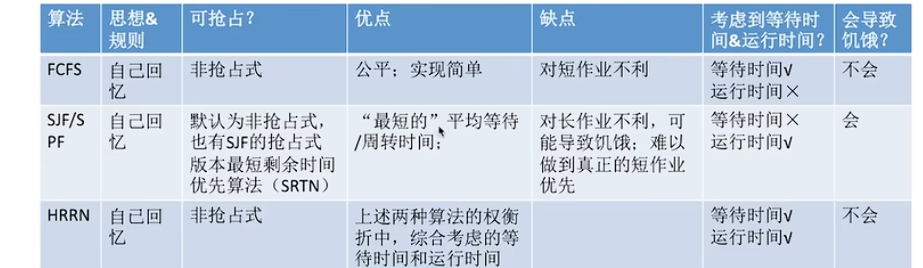 算法 思想& 可抢占? 优点 缺点 考虑到等待时 会导致
规则 间&运行时间? 饥饿?
FCFS 自己回 非抢占式 公平；实现简单 对短作业不利 等待时间√ 不会
忆 运行时间×
SJF/S 自己回 默认为非抢占式， “最短的”平均等待 对长作业不利，可 等待时间× 会
PF 忆 也有SJF的抢占式 /周转时间； 能导致饥饿；难以 运行时间√
版本最短剩余时间 做到真正的短作业
优先算法（SRTN） 优先
HRRN 自己回 非抢占式 上述两种算法的权衡 等待时间√ 不会
忆 折中，综合考虑的等 运行时间√
待时间和运行时间